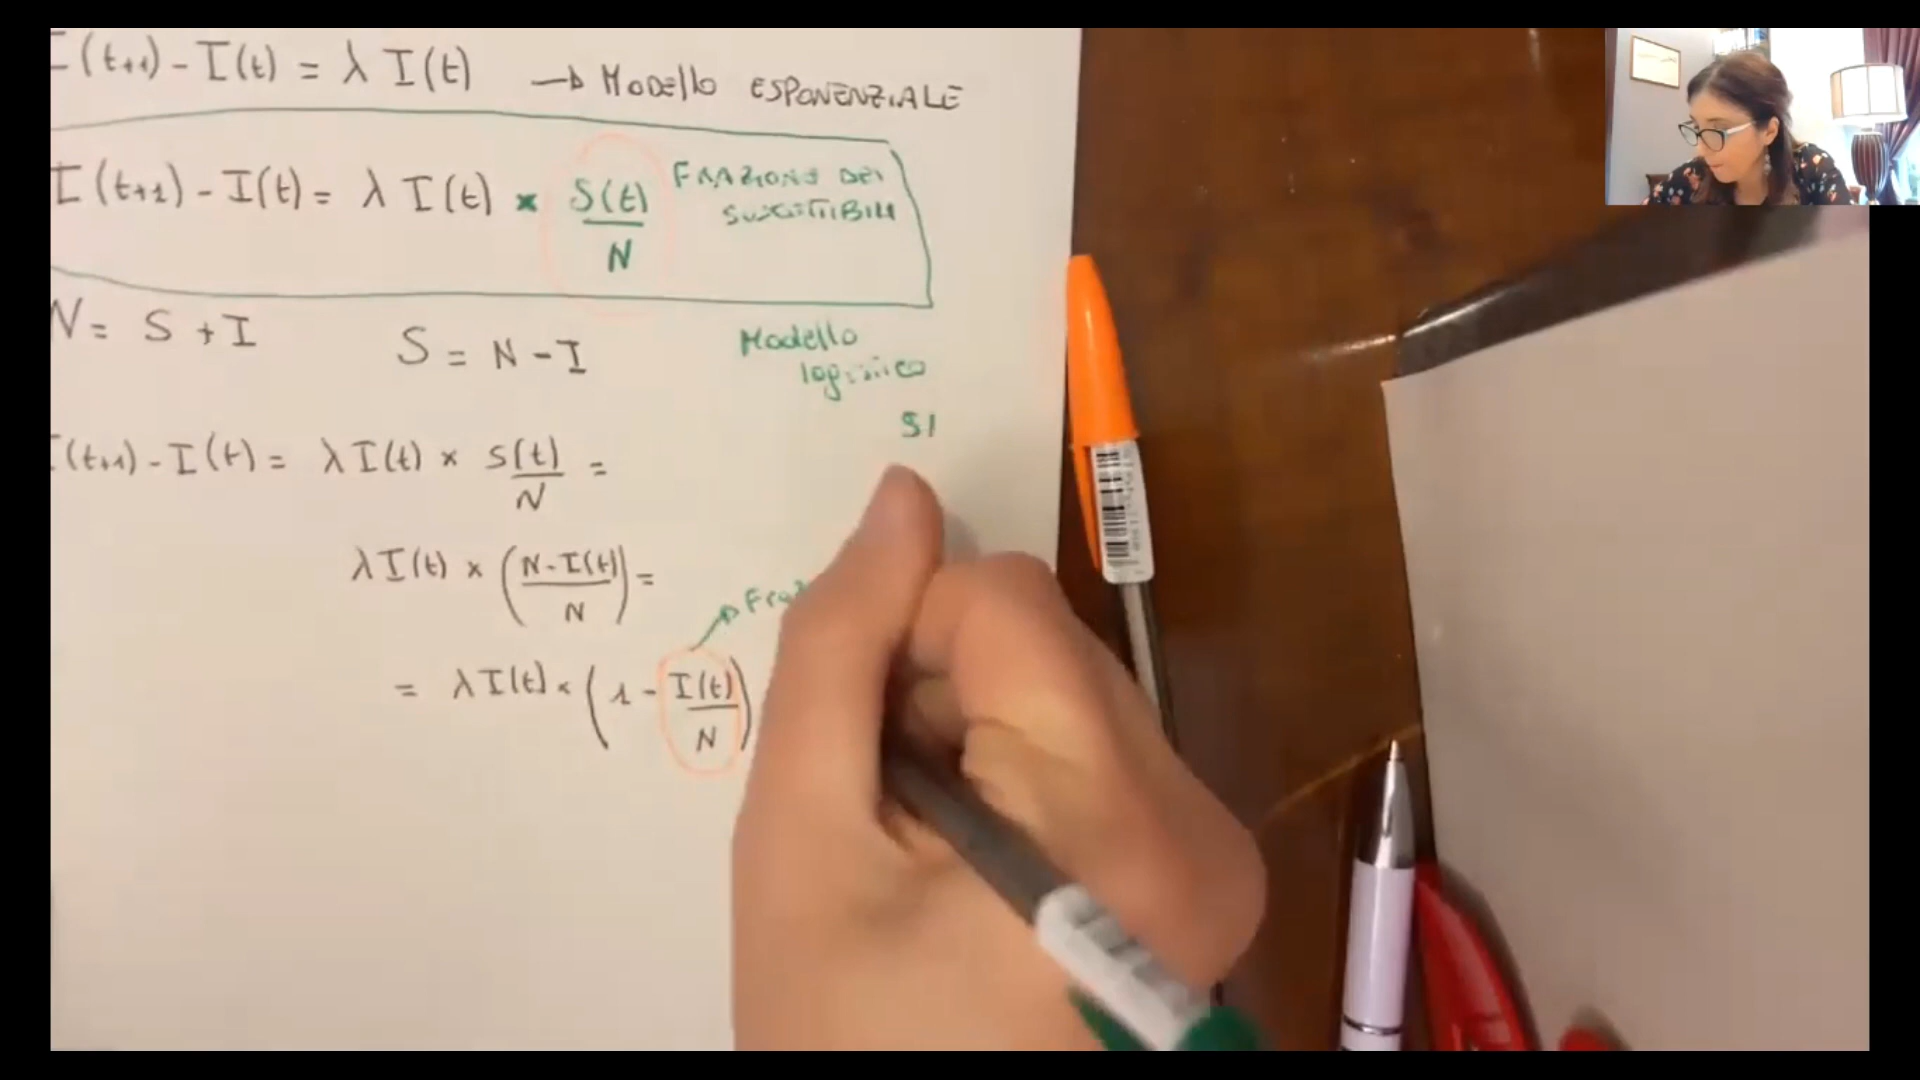 I(t+1) - I(t) = λ I(t) → Modello ESPONENZIALE
I(t+1) - I(t) = λ I(t) × S(t)/N FRAZIONE DEI
SUSCETTIBILI
N = S + I S = N - I Modello
logistico
SI
I(t+1) - I(t) = λ I(t) × S(t)/N =
λ I(t) × (N - I(t)/N) =
= λ I(t) × (1 - I(t)/N)